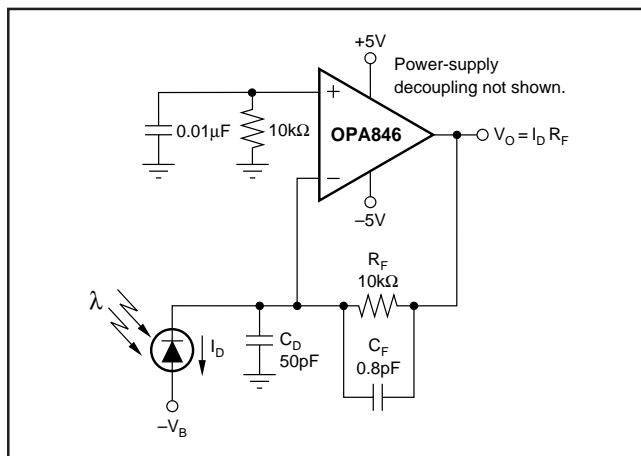 +5V
Power-supply
decoupling not shown.
+
0.01μF
10kΩ
OPA846
V_O = I_D R_F
−
−5V
R_F
10kΩ
λ
I_D
C_D
50pF
C_F
0.8pF
−V_B